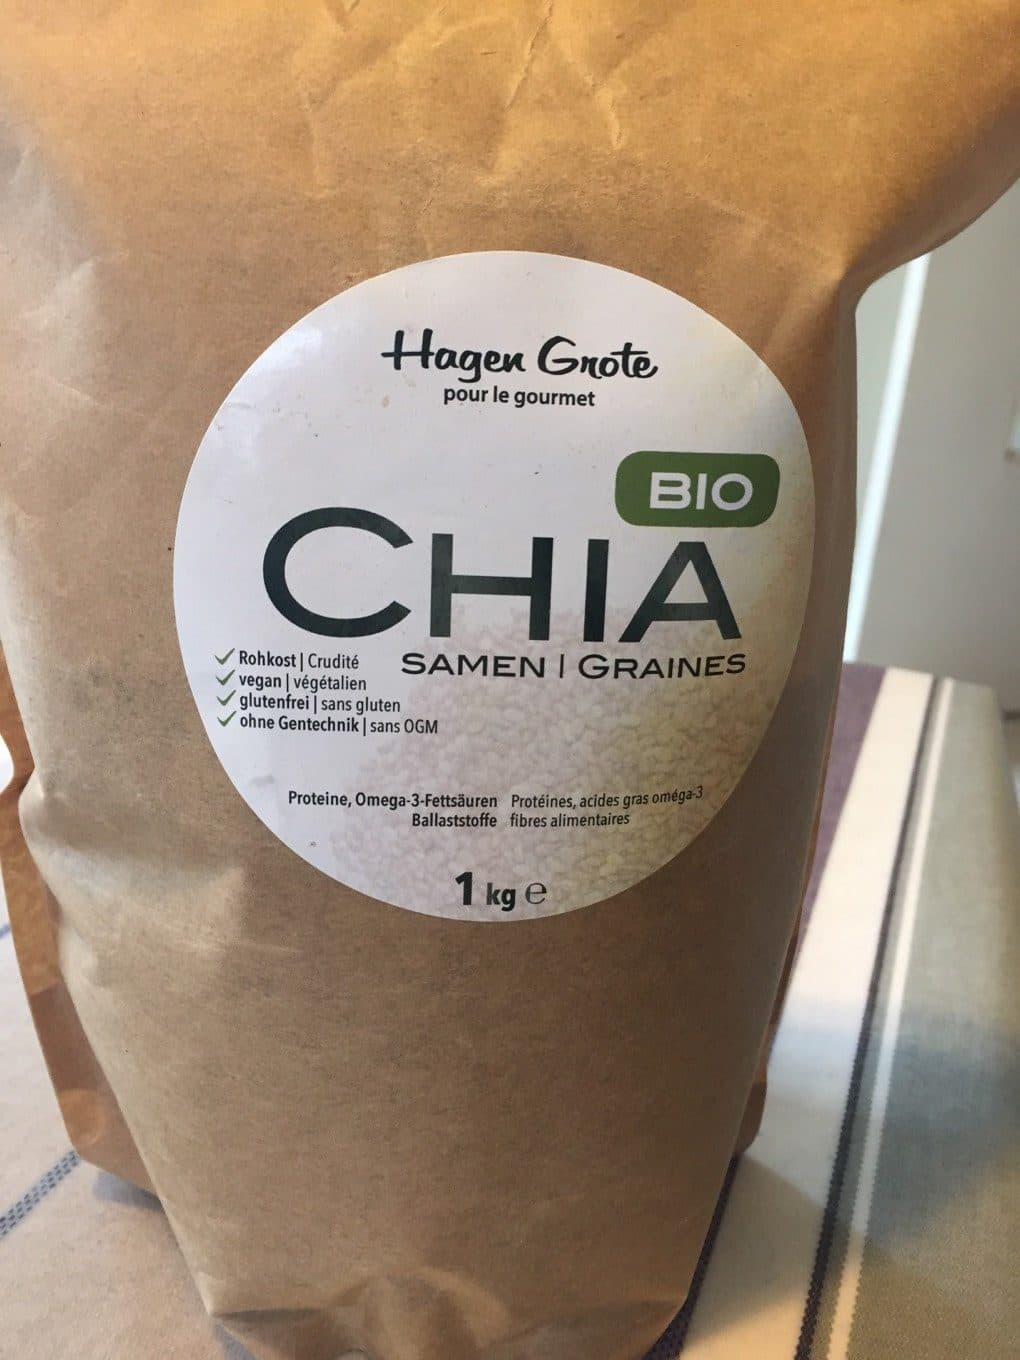 Hagen Grote
pour le gourmet
BIO
CHIA
SAMEN | GRAINES
✓ Rohkost | Crudité
✓ vegan | végétalien
✓ glutenfrei | sans gluten
✓ ohne Gentechnik | sans OGM
Proteine, Omega-3-Fettsäuren Protéines, acides gras oméga-3
Ballaststoffe fibres alimentaires
1 kg ℮